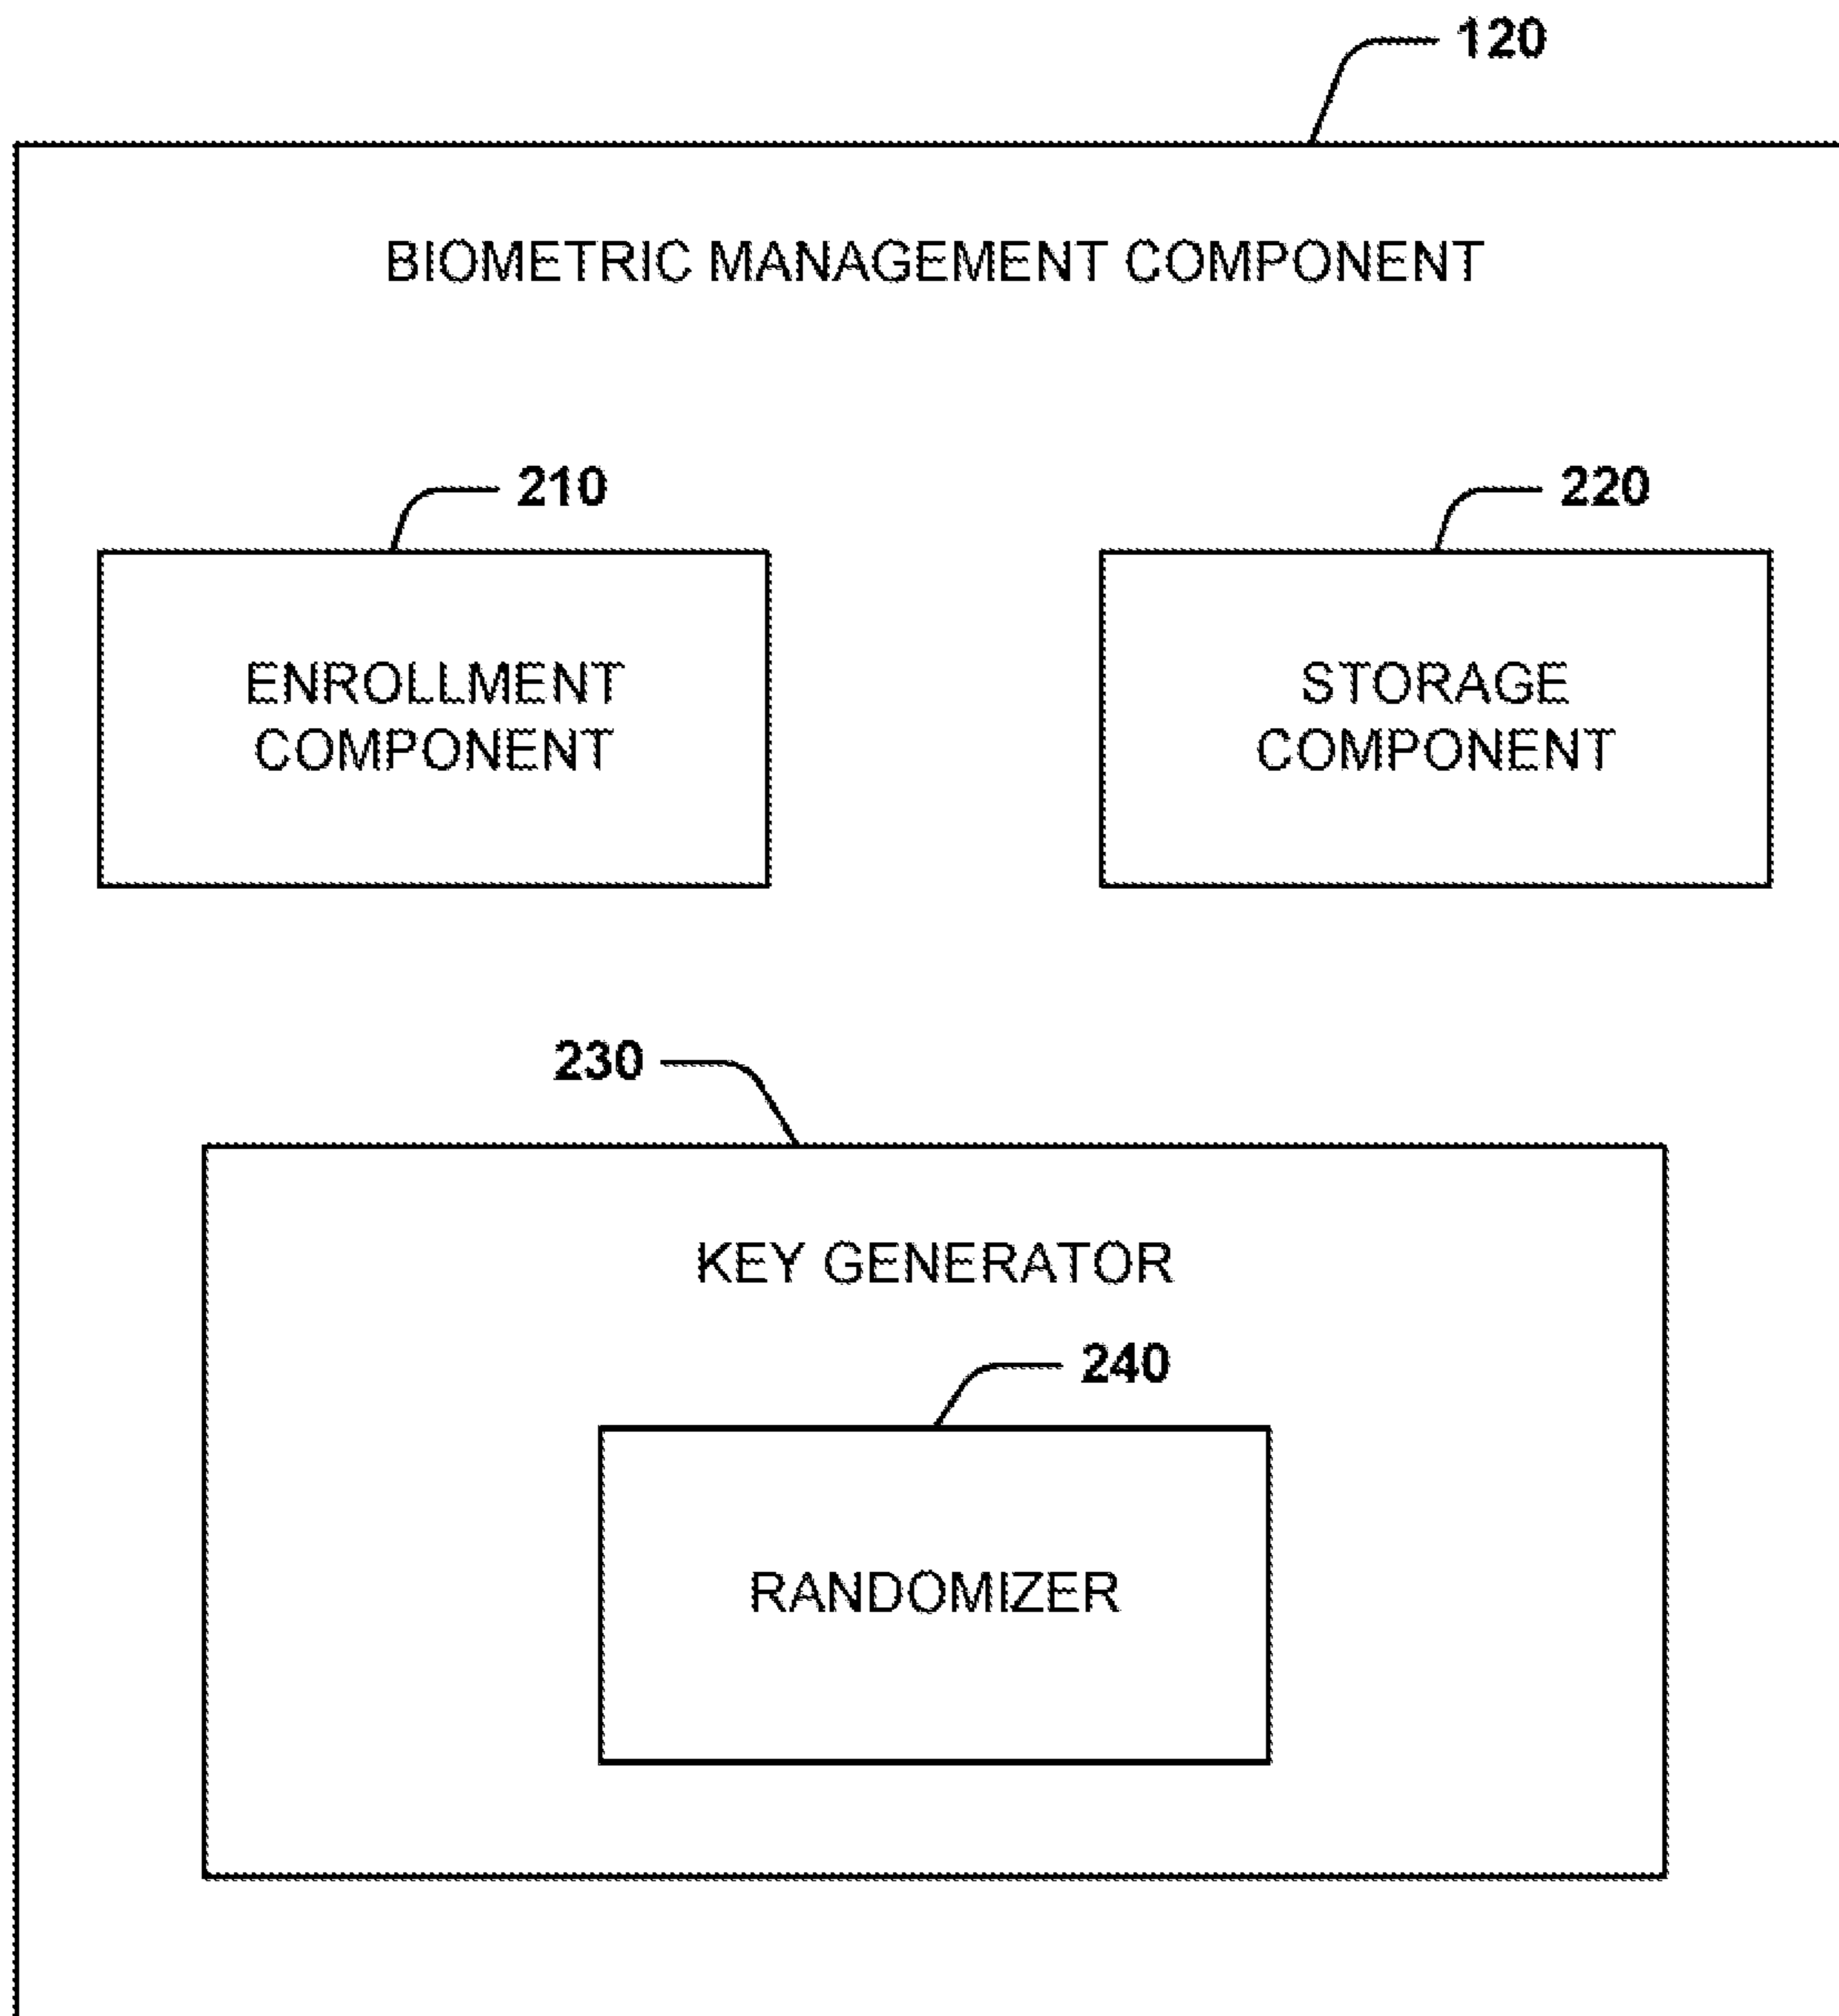 120
BIOMETRIC MANAGEMENT COMPONENT
210
220
ENROLLMENT
COMPONENT
STORAGE
COMPONENT
230
KEY GENERATOR
240
RANDOMIZER